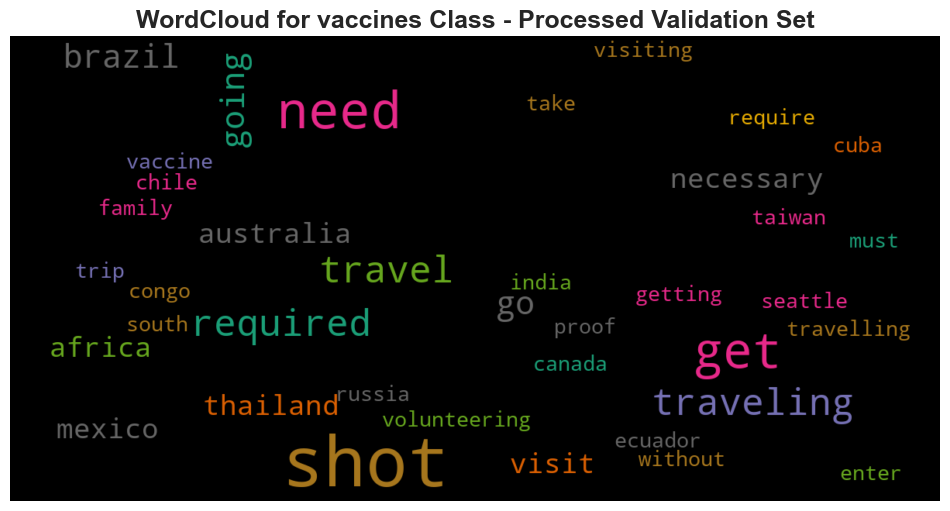 WordCloud for vaccines Class - Processed Validation Set
brazil
visiting
going
need
take
require
cuba
vaccine
chile
necessary
family
taiwan
australia
must
travel
trip
india
congo
go
getting
seattle
south
required
proof
travelling
africa
canada
get
russia
thailand
traveling
volunteering
mexico
ecuador
shot
visit
without
enter